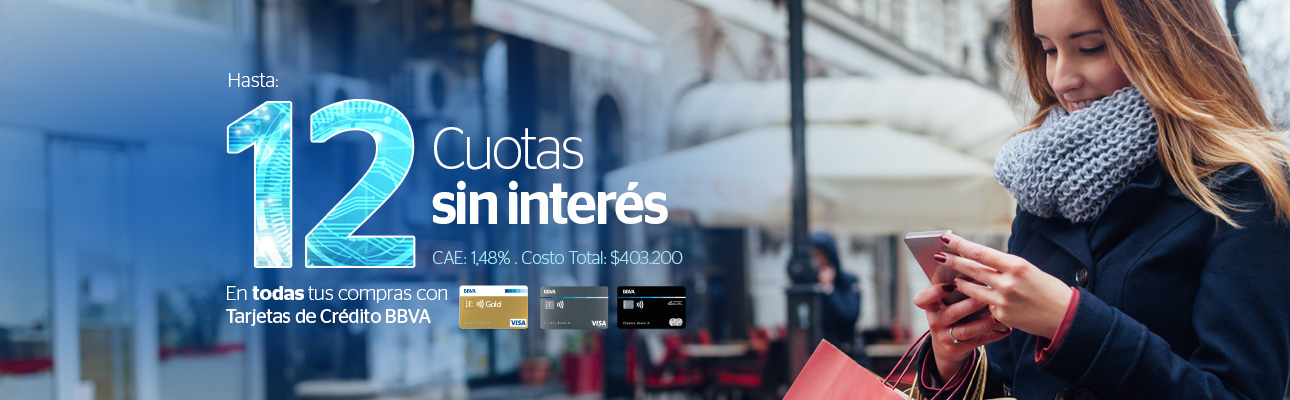 Hasta:
12 Cuotas
sin interés
CAE: 1,48% . Costo Total: $403.200
En todas tus compras con
Tarjetas de Crédito BBVA
BBVA
Gold
VISA
BBVA
VISA
BBVA